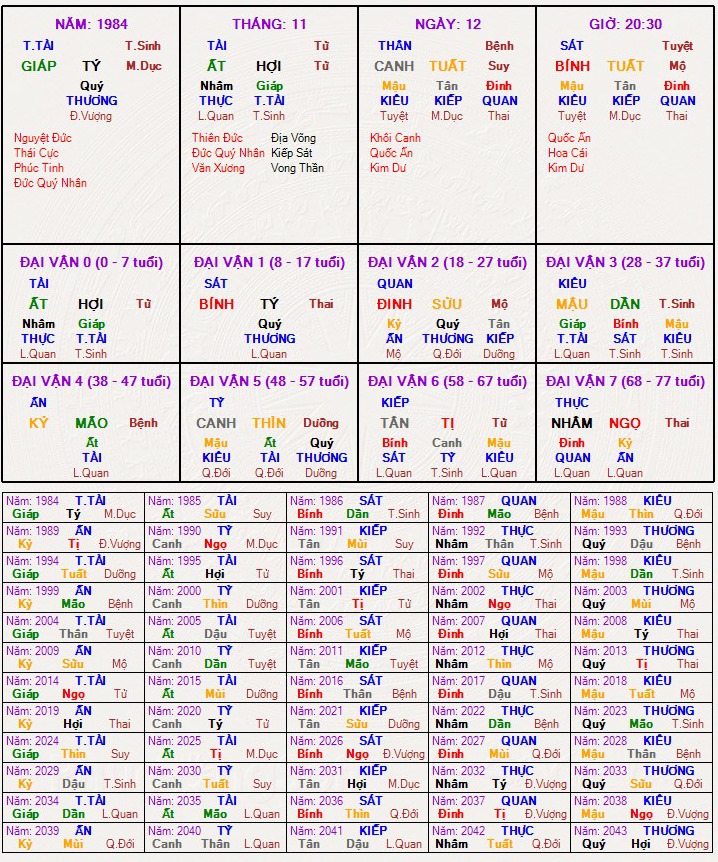 NĂM: 1984 THÁNG: 11 NGÀY: 12 GIỜ: 20:30
T.TÀI T.Sinh TÀI Tử THÂN Bệnh SÁT Tuyệt
GIÁP TÝ M.Dục ẤT HỢI Tử CANH TUẤT Suy BÍNH TUẤT Mộ
Quý Nhâm Giáp Mậu Tân Đinh Mậu Tân Đinh
THƯƠNG THỰC T.TÀI KIÊU KIẾP QUAN KIÊU KIẾP QUAN
Đ.Vượng L.Quan T.Sinh Tuyệt M.Dục Thai Tuyệt M.Dục Thai
Nguyệt Đức Thiên Đức Địa Võng Khôi Canh Quốc Ấn
Thái Cực Đức Quý Nhân Kiếp Sát Quốc Ấn Hoa Cái
Phúc Tinh Văn Xương Vong Thần Kim Dư Kim Dư
Đức Quý Nhân
ĐẠI VẬN 0 (0 - 7 tuổi) ĐẠI VẬN 1 (8 - 17 tuổi) ĐẠI VẬN 2 (18 - 27 tuổi) ĐẠI VẬN 3 (28 - 37 tuổi)
TÀI SÁT QUAN KIÊU
ẤT HỢI Tử BÍNH TÝ Thai ĐINH SỬU Mộ MẬU DẦN T.Sinh
Nhâm Giáp Quý Kỷ Quý Tân Giáp Bính Mậu
THỰC T.TÀI THƯƠNG ẤN THƯƠNG KIẾP T.TÀI SÁT KIÊU
L.Quan T.Sinh L.Quan Mộ Q.Đới Dưỡng L.Quan T.Sinh T.Sinh
ĐẠI VẬN 4 (38 - 47 tuổi) ĐẠI VẬN 5 (48 - 57 tuổi) ĐẠI VẬN 6 (58 - 67 tuổi) ĐẠI VẬN 7 (68 - 77 tuổi)
ẤN TỶ KIẾP THỰC
KỶ MÃO Bệnh CANH THÌN Dưỡng TÂN TỊ Tử NHÂM NGỌ Thai
Ất Mậu Ất Quý Bính Canh Mậu Đinh Kỷ
TÀI KIÊU TÀI THƯƠNG SÁT TỶ KIÊU QUAN ẤN
L.Quan Q.Đới Q.Đới Dưỡng L.Quan T.Sinh L.Quan L.Quan L.Quan
Năm: 1984 T.TÀI Năm: 1985 TÀI Năm: 1986 SÁT Năm: 1987 QUAN Năm: 1988 KIÊU
Giáp Tý M.Dục Ất Sửu Suy Bính Dần T.Sinh Đinh Mão Bệnh Mậu Thìn Q.Đới
Năm: 1989 ẤN Năm: 1990 TỶ Năm: 1991 KIẾP Năm: 1992 THỰC Năm: 1993 THƯƠNG
Kỷ Tị Đ.Vượng Canh Ngọ M.Dục Tân Mùi Suy Nhâm Thân T.Sinh Quý Dậu Bệnh
Năm: 1994 T.TÀI Năm: 1995 TÀI Năm: 1996 SÁT Năm: 1997 QUAN Năm: 1998 KIÊU
Giáp Tuất Dưỡng Ất Hợi Tử Bính Tý Thai Đinh Sửu Mộ Mậu Dần T.Sinh
Năm: 1999 ẤN Năm: 2000 TỶ Năm: 2001 KIẾP Năm: 2002 THỰC Năm: 2003 THƯƠNG
Kỷ Mão Bệnh Canh Thìn Dưỡng Tân Tị Tử Nhâm Ngọ Thai Quý Mùi Mộ
Năm: 2004 T.TÀI Năm: 2005 TÀI Năm: 2006 SÁT Năm: 2007 QUAN Năm: 2008 KIÊU
Giáp Thân Tuyệt Ất Dậu Tuyệt Bính Tuất Mộ Đinh Hợi Thai Mậu Tý Thai
Năm: 2009 ẤN Năm: 2010 TỶ Năm: 2011 KIẾP Năm: 2012 THỰC Năm: 2013 THƯƠNG
Kỷ Sửu Mộ Canh Dần Tuyệt Tân Mão Tuyệt Nhâm Thìn Mộ Quý Tị Thai
Năm: 2014 T.TÀI Năm: 2015 TÀI Năm: 2016 SÁT Năm: 2017 QUAN Năm: 2018 KIÊU
Giáp Ngọ Tử Ất Mùi Dưỡng Bính Thân Bệnh Đinh Dậu T.Sinh Mậu Tuất Mộ
Năm: 2019 ẤN Năm: 2020 TỶ Năm: 2021 KIẾP Năm: 2022 THỰC Năm: 2023 THƯƠNG
Kỷ Hợi Thai Canh Tý Tử Tân Sửu Dưỡng Nhâm Dần Bệnh Quý Mão T.Sinh
Năm: 2024 T.TÀI Năm: 2025 TÀI Năm: 2026 SÁT Năm: 2027 QUAN Năm: 2028 KIÊU
Giáp Thìn Suy Ất Tị M.Dục Bính Ngọ Đ.Vượng Đinh Mùi Q.Đới Mậu Thân Bệnh
Năm: 2029 ẤN Năm: 2030 TỶ Năm: 2031 KIẾP Năm: 2032 THỰC Năm: 2033 THƯƠNG
Kỷ Dậu T.Sinh Canh Tuất Suy Tân Hợi M.Dục Nhâm Tý Đ.Vượng Quý Sửu Q.Đới
Năm: 2034 T.TÀI Năm: 2035 TÀI Năm: 2036 SÁT Năm: 2037 QUAN Năm: 2038 KIÊU
Giáp Dần L.Quan Ất Mão L.Quan Bính Thìn Q.Đới Đinh Tị Đ.Vượng Mậu Ngọ Đ.Vượng
Năm: 2039 ẤN Năm: 2040 TỶ Năm: 2041 KIẾP Năm: 2042 THỰC Năm: 2043 THƯƠNG
Kỷ Mùi Q.Đới Canh Thân L.Quan Tân Dậu L.Quan Nhâm Tuất Q.Đới Quý Hợi Đ.Vượng